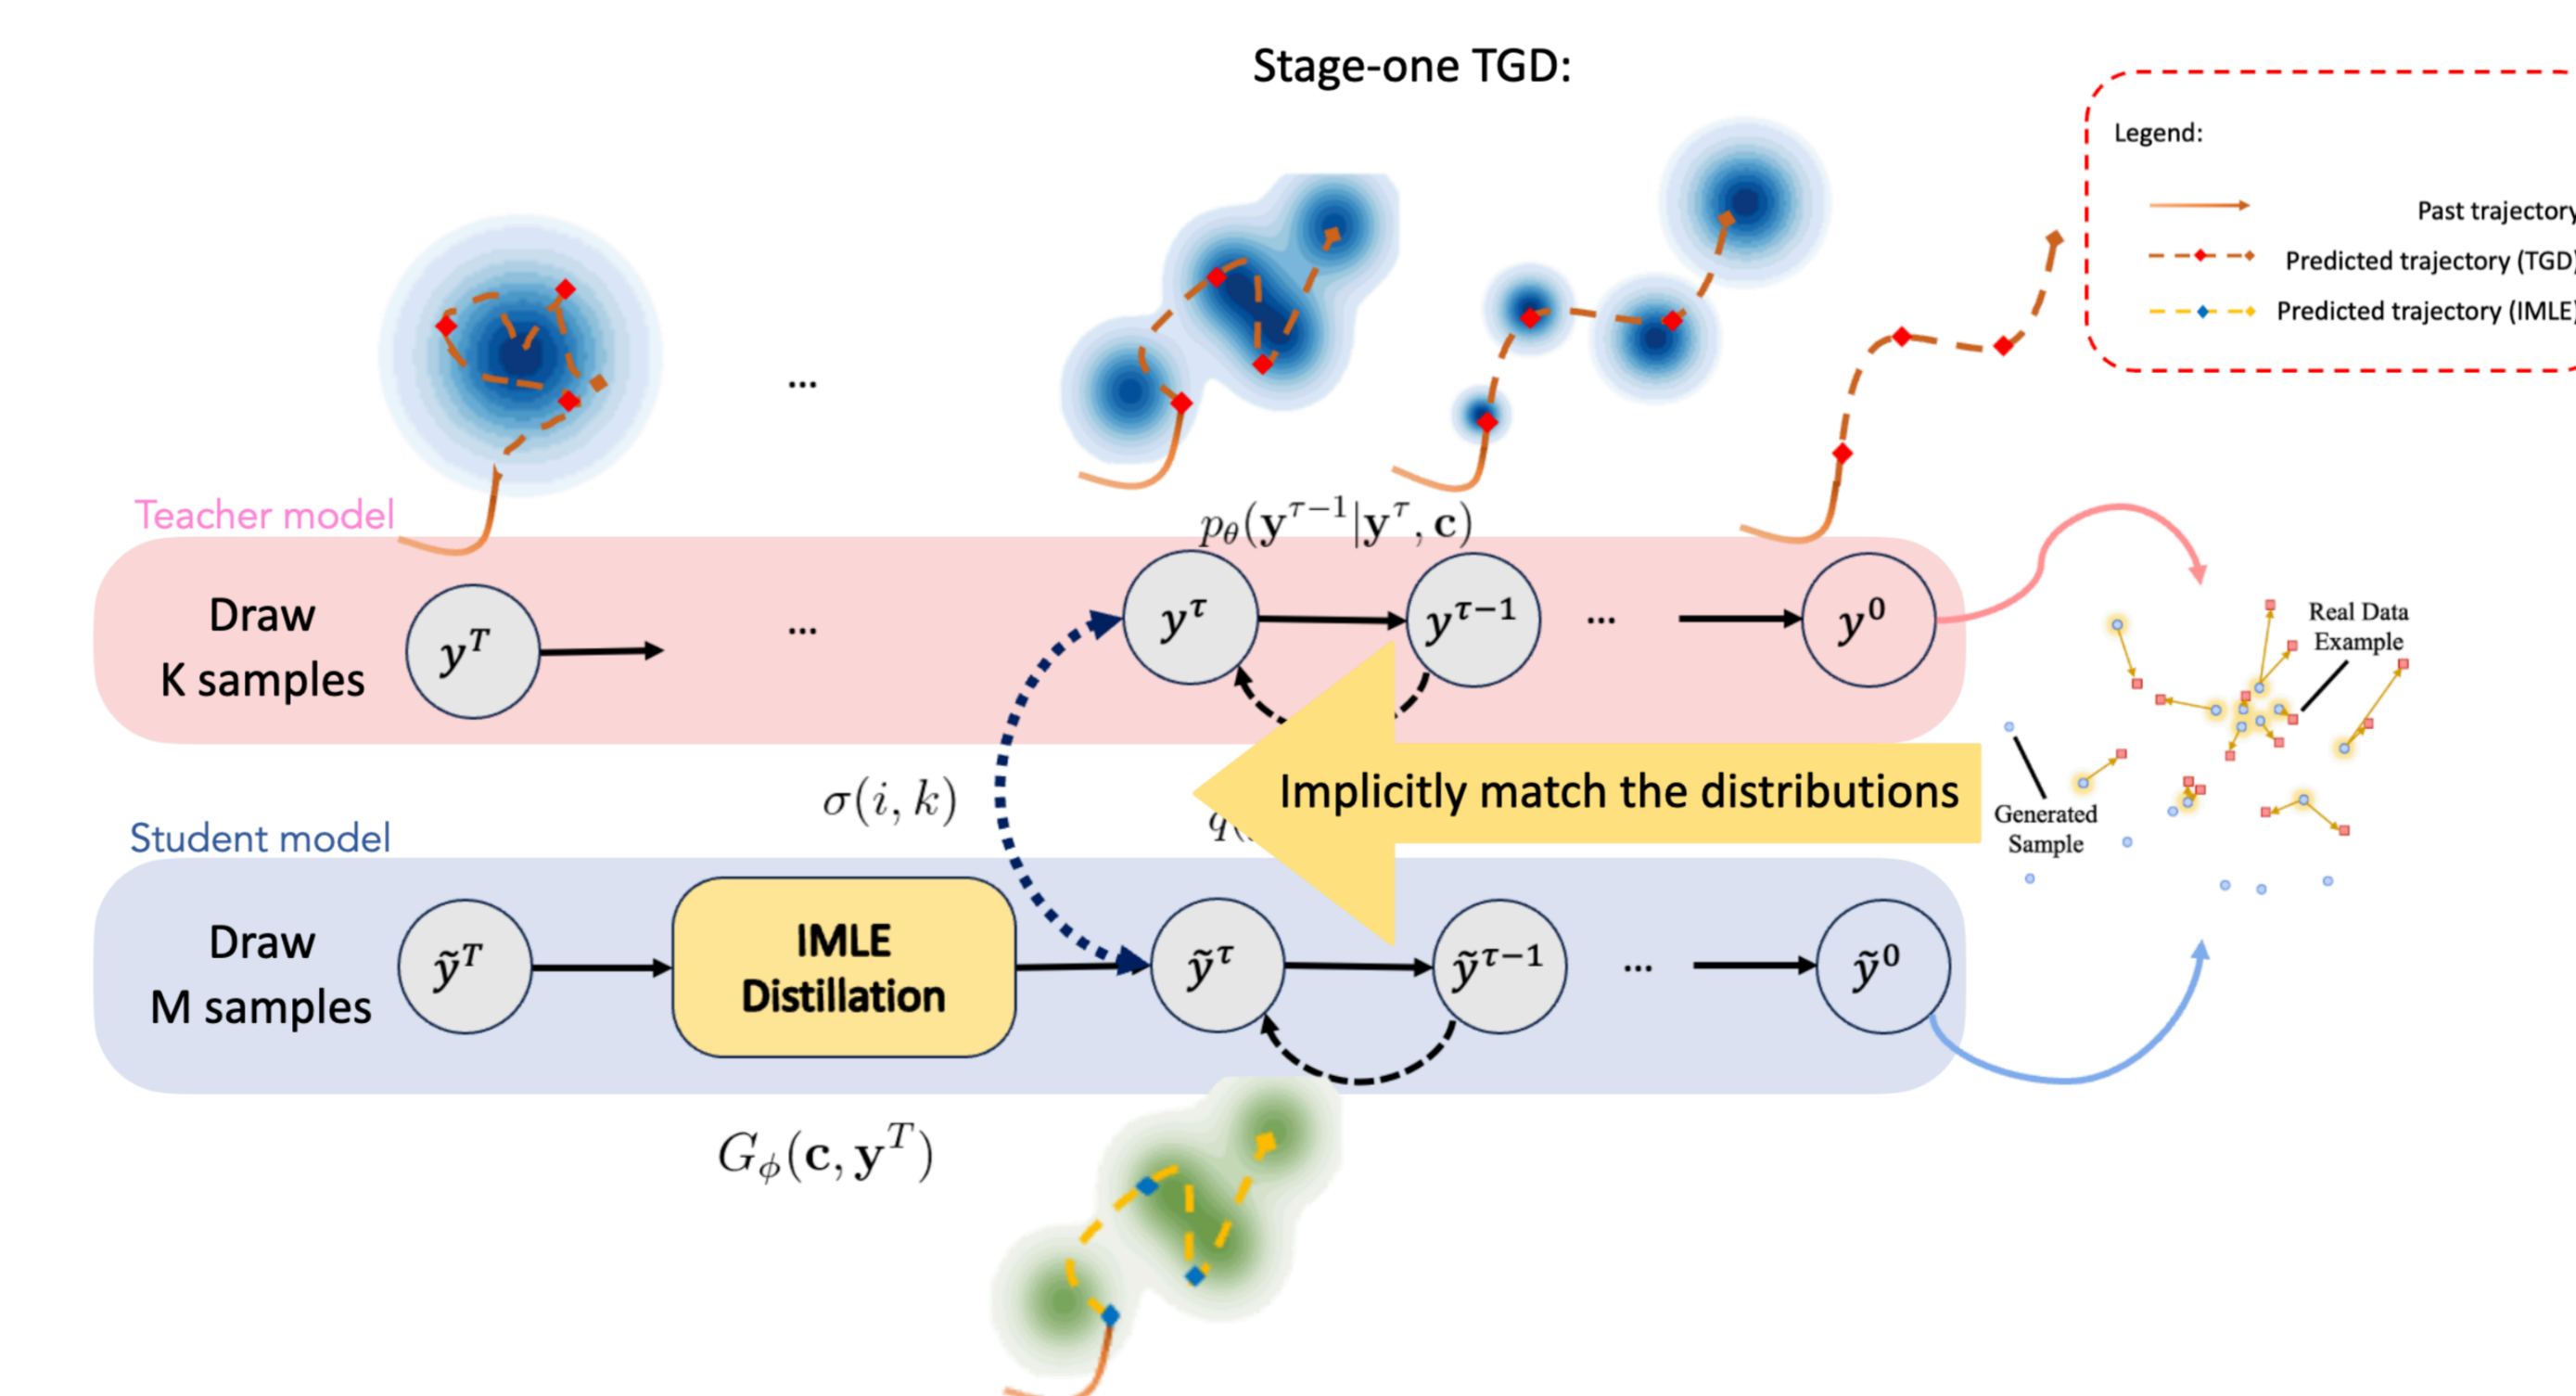 Stage-one TGD:
Legend:
Past trajectory
Predicted trajectory (TGD)
Predicted trajectory (IMLE)
...
Teacher model
p_θ(y^{τ−1}|y^τ, c)
Draw
K samples
y^T
...
y^τ
y^{τ−1}
...
y^0
Real Data
Example
σ(i, k)
Implicitly match the distributions
q(
Generated
Sample
Student model
Draw
M samples
ỹ^T
IMLE
Distillation
ỹ^τ
ỹ^{τ−1}
...
ỹ^0
G_ϕ(c, y^T)